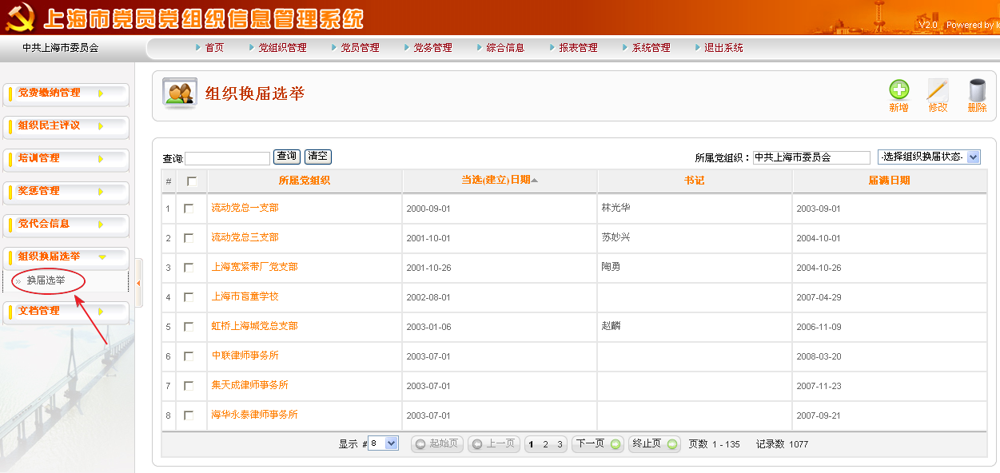 上海市党员党组织信息管理系统
V2.0 Powered by
中共上海市委员会
首页 党组织管理 党员管理 党务管理 综合信息 报表管理 系统管理 退出系统
党费缴纳管理
组织民主评议
培训管理
奖惩管理
党代会信息
组织换届选举
» 换届选举
文档管理
组织换届选举
新增 修改 删除
查询: 查询 清空 所属党组织: 中共上海市委员会 -选择组织换届状态-
# 所属党组织 当选(建立)日期 书记 届满日期
1 流动党总一支部 2000-09-01 林光华 2003-09-01
2 流动党总三支部 2001-10-01 苏妙兴 2004-10-01
3 上海宽紧带厂党支部 2001-10-26 陶勇 2004-10-26
4 上海市盲童学校 2002-08-01 2007-04-29
5 虹桥上海城党总支部 2003-01-06 赵麟 2006-11-09
6 中联律师事务所 2003-07-01 2008-03-20
7 集天成律师事务所 2003-07-01 2007-11-23
8 海华永泰律师事务所 2003-07-01 2007-09-21
显示 # 8 起始页 上一页 1 2 3 下一页 终止页 页数 1 - 135 记录数 1077